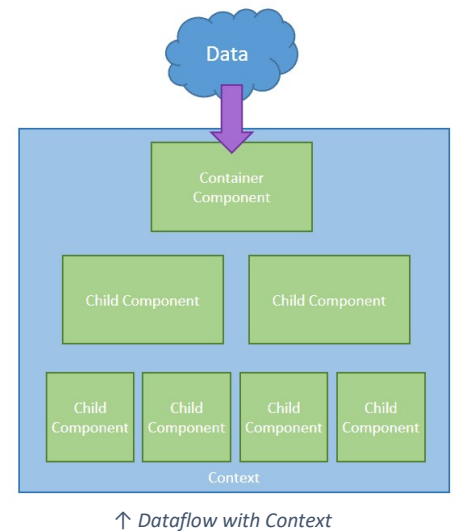 Data
Container
Component
Child Component
Child Component
Child
Component
Child
Component
Child
Component
Child
Component
Context
↑ Dataflow with Context